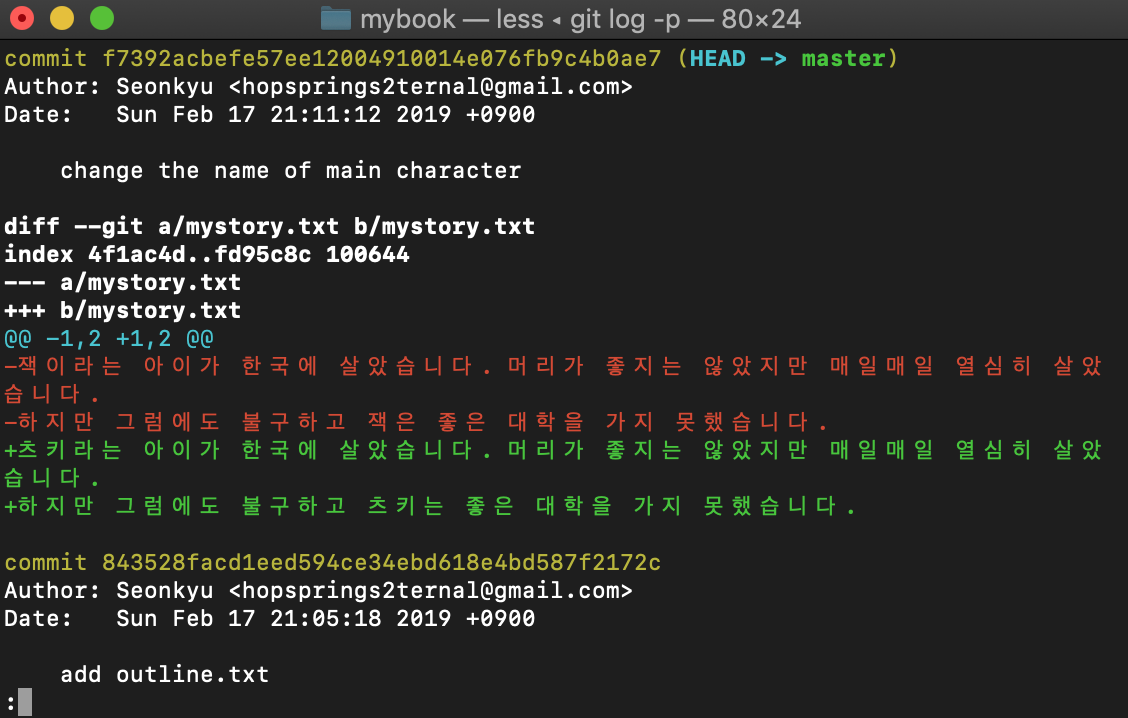 mybook — less ◂ git log -p — 80×24
commit f7392acbefe57ee12004910014e076fb9c4b0ae7 (HEAD -> master)
Author: Seonkyu <hopsprings2ternal@gmail.com>
Date:   Sun Feb 17 21:11:12 2019 +0900
    change the name of main character
diff --git a/mystory.txt b/mystory.txt
index 4f1ac4d..fd95c8c 100644
--- a/mystory.txt
+++ b/mystory.txt
@@ -1,2 +1,2 @@
-잭이라는 아이가 한국에 살았습니다. 머리가 좋지는 않았지만 매일매일 열심히 살았
습니다.
-하지만 그럼에도 불구하고 잭은 좋은 대학을 가지 못했습니다.
+츠키라는 아이가 한국에 살았습니다. 머리가 좋지는 않았지만 매일매일 열심히 살았
습니다.
+하지만 그럼에도 불구하고 츠키는 좋은 대학을 가지 못했습니다.
commit 843528facd1eed594ce34ebd618e4bd587f2172c
Author: Seonkyu <hopsprings2ternal@gmail.com>
Date:   Sun Feb 17 21:05:18 2019 +0900
    add outline.txt
: